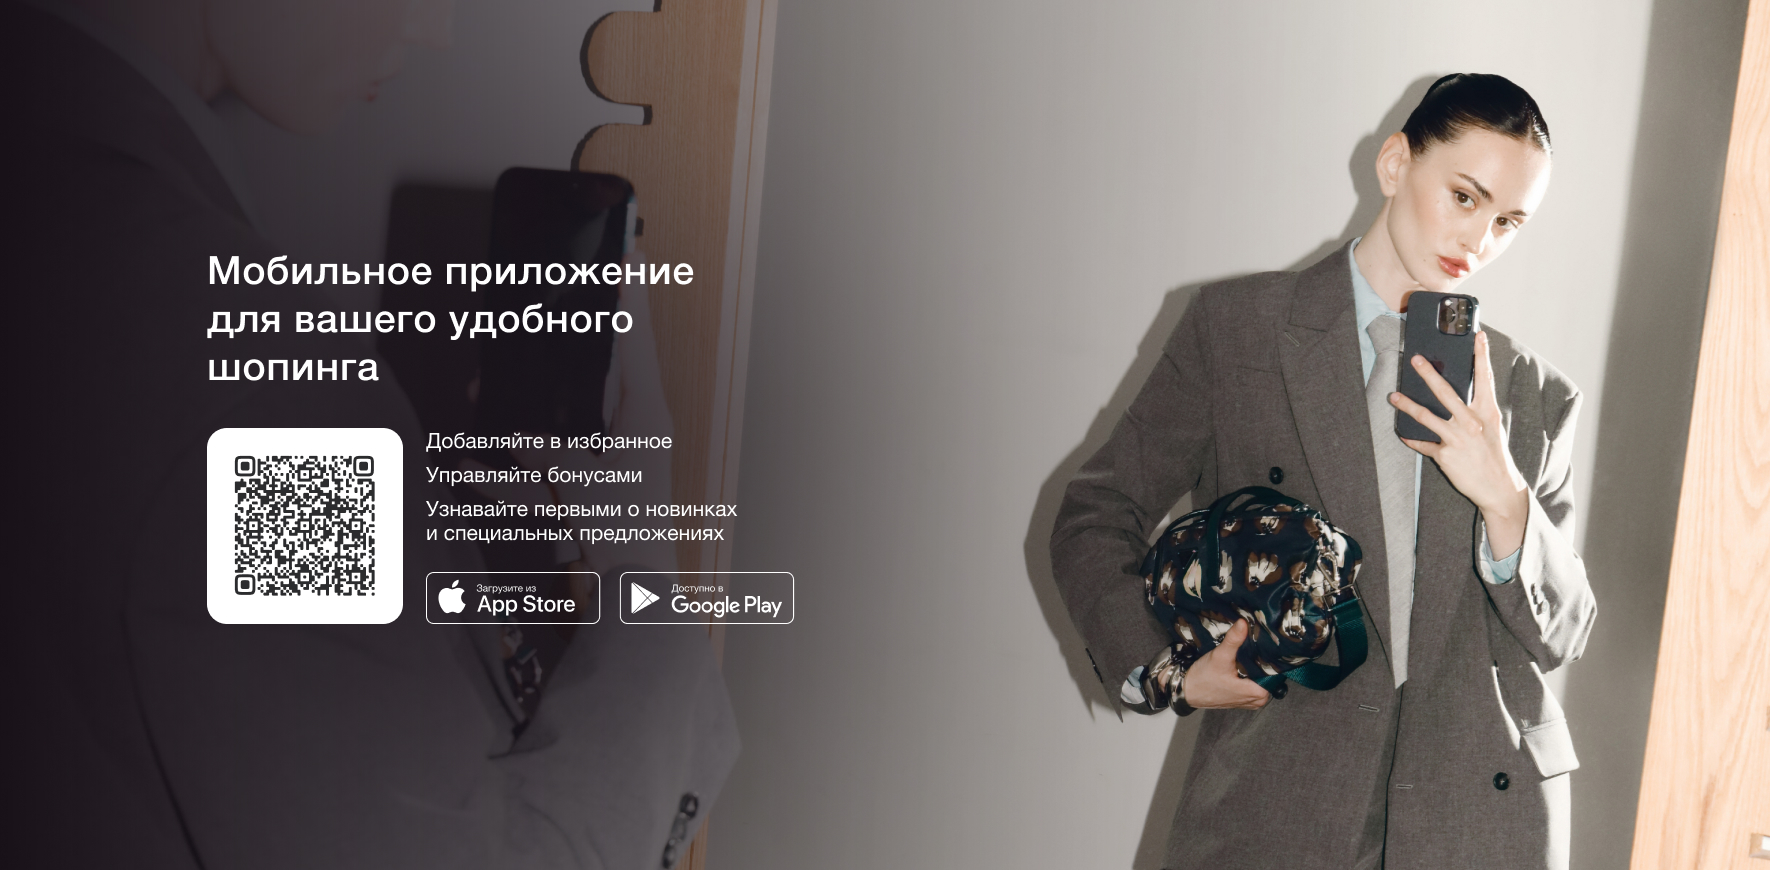 Мобильное приложение
для вашего удобного
шопинга
Добавляйте в избранное
Управляйте бонусами
Узнавайте первыми о новинках
и специальных предложениях
Загрузите из
App Store
Доступно в
Google Play